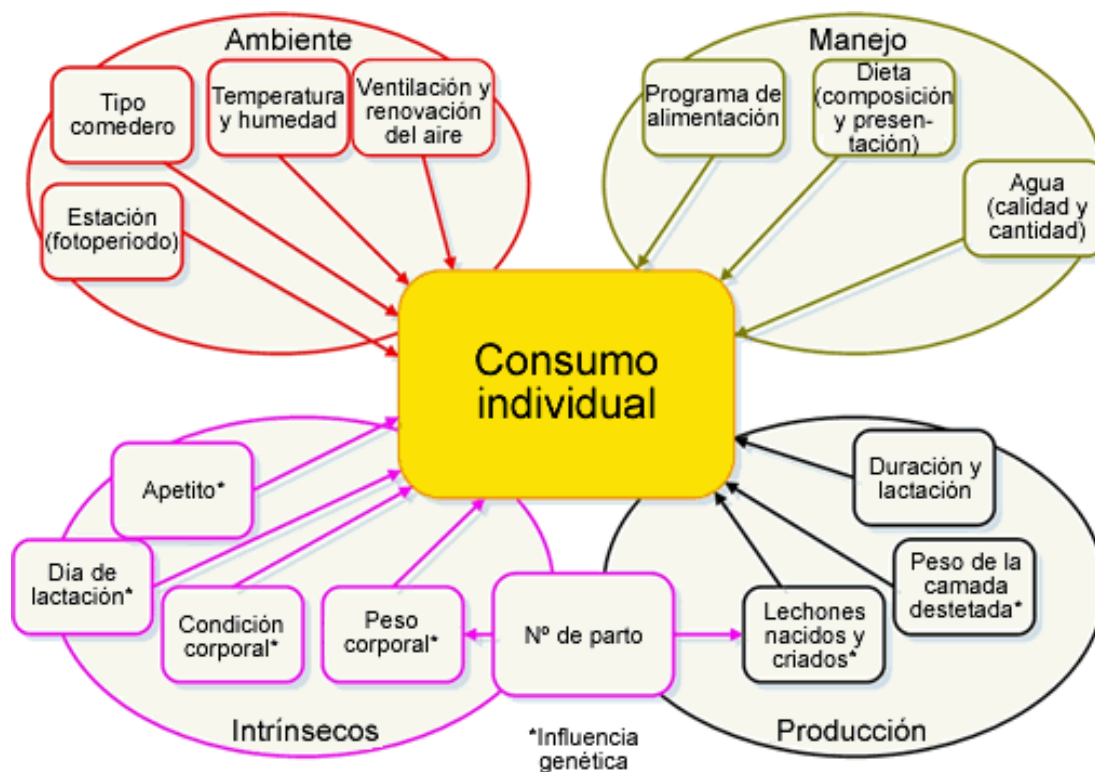 Ambiente
Tipo
comedero
Temperatura
y humedad
Ventilación y
renovación
del aire
Estación
(fotoperiodo)
Manejo
Programa de
alimentación
Dieta
(composición
y presen-
tación)
Agua
(calidad y
cantidad)
Consumo
individual
Apetito*
Dia de
lactación*
Condición
corporal*
Peso
corporal*
Nº de parto
Intrínsecos
Duración y
lactación
Peso de la
camada
destetada*
Lechones
nacidos y
criados*
Producción
*Influencia
genética